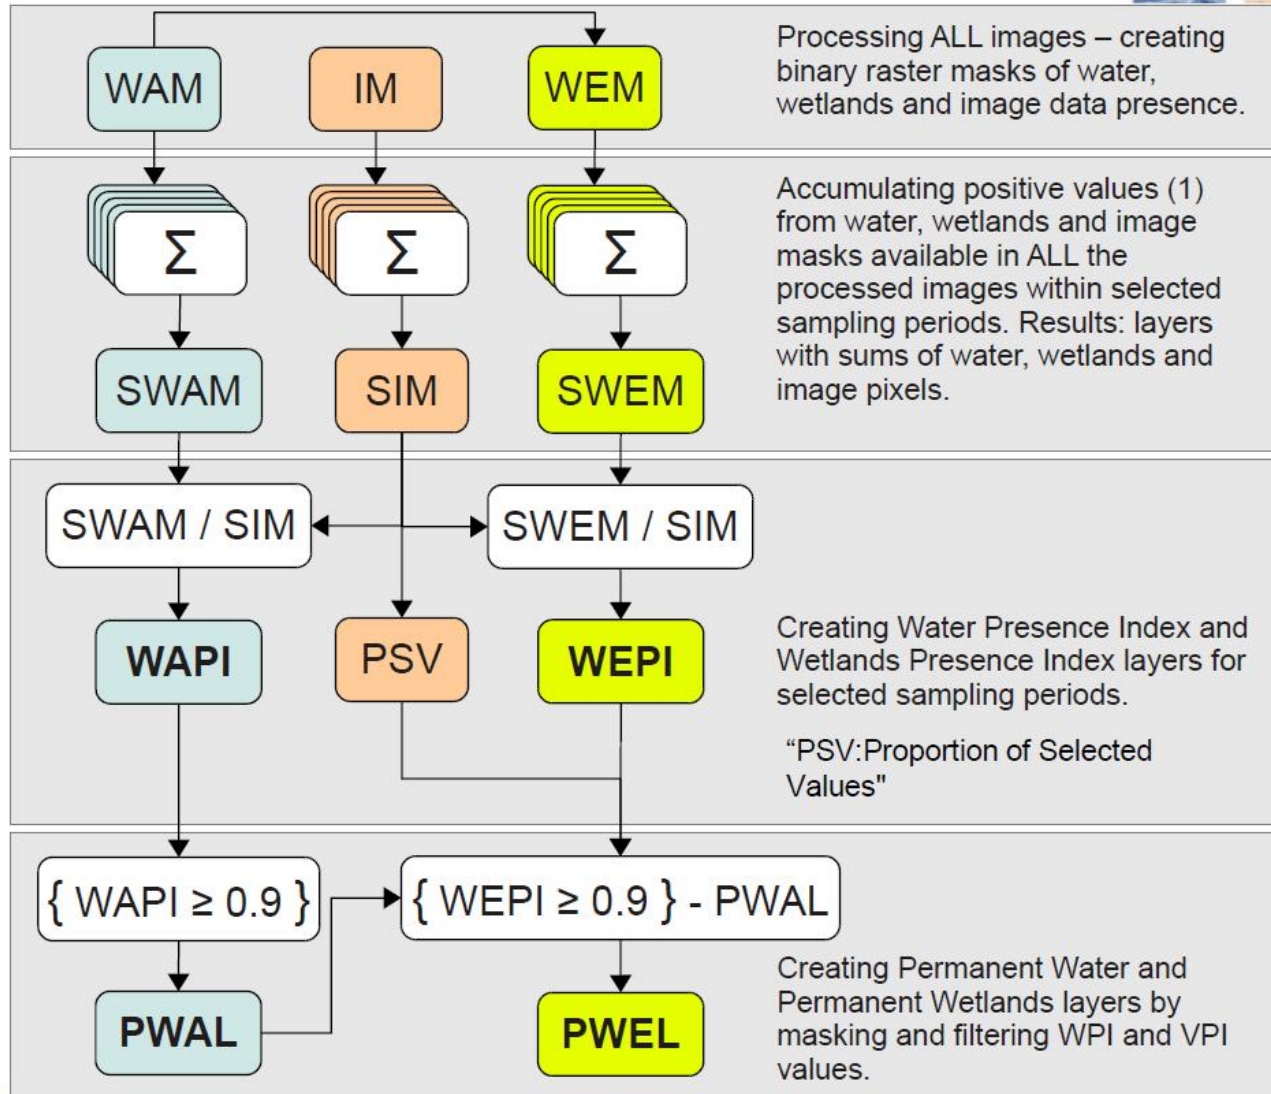 WAM
IM
WEM
Processing ALL images – creating
binary raster masks of water,
wetlands and image data presence.
Σ
Σ
Σ
Accumulating positive values (1)
from water, wetlands and image
masks available in ALL the
processed images within selected
sampling periods. Results: layers
with sums of water, wetlands and
image pixels.
SWAM
SIM
SWEM
SWAM / SIM
SWEM / SIM
WAPI
PSV
WEPI
Creating Water Presence Index and
Wetlands Presence Index layers for
selected sampling periods.
“PSV:Proportion of Selected
Values"
{ WAPI ≥ 0.9 }
{ WEPI ≥ 0.9 } - PWAL
PWAL
PWEL
Creating Permanent Water and
Permanent Wetlands layers by
masking and filtering WPI and VPI
values.